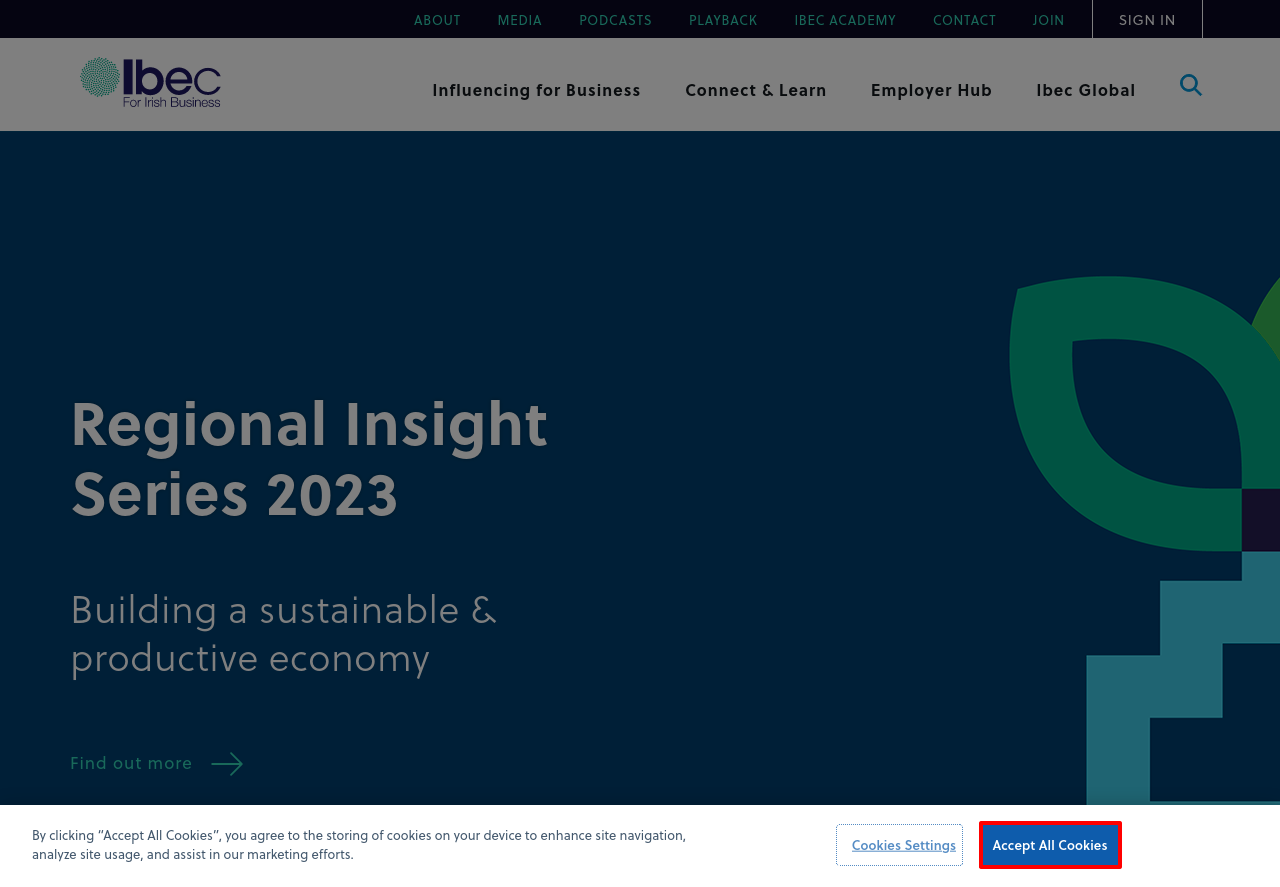 ABOUT MEDIA PODCASTS PLAYBACK IBEC ACADEMY CONTACT JOIN SIGN IN
Ibec
For Irish Business
Influencing for Business Connect & Learn Employer Hub Ibec Global
Regional Insight
Series 2023
Building a sustainable &
productive economy
Find out more
By clicking “Accept All Cookies”, you agree to the storing of cookies on your device to enhance site navigation,
analyze site usage, and assist in our marketing efforts.
Cookies Settings
Accept All Cookies